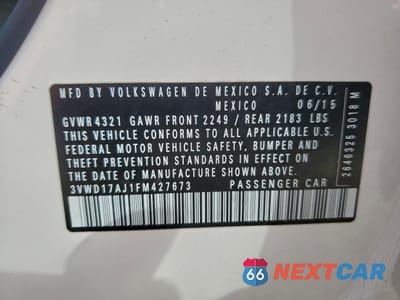 MFD BY VOLKSWAGEN DE MEXICO S.A. DE C.V.
MEXICO 06/15
GVWR 4321 GAWR FRONT 2249 / REAR 2183 LBS
THIS VEHICLE CONFORMS TO ALL APPLICABLE U.S.
FEDERAL MOTOR VEHICLE SAFETY, BUMPER AND
THEFT PREVENTION STANDARDS IN EFFECT ON
THE DATE OF MANUFACTURE SHOWN ABOVE.
3VWD17AJ1FM427673 PASSENGER CAR
2646326 3018 M
66 NEXTCAR